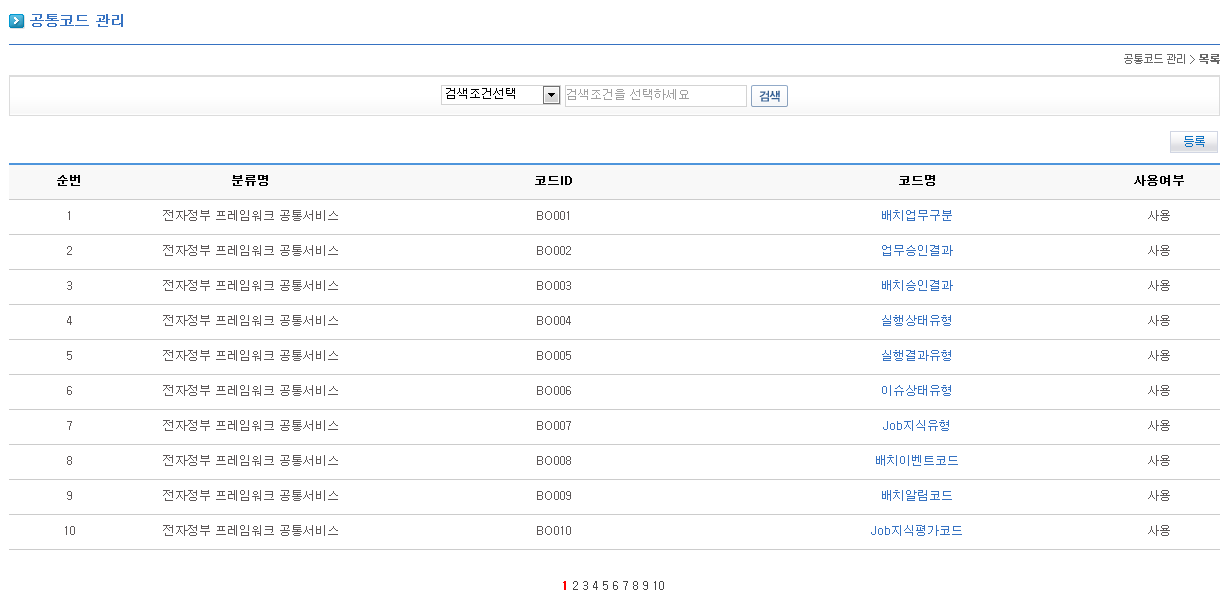 공통코드 관리
공통코드 관리 > 목록
검색조건선택 검색조건을 선택하세요 검색
등록
순번 분류명 코드ID 코드명 사용여부
1 전자정부 프레임워크 공통서비스 BO001 배치업무구분 사용
2 전자정부 프레임워크 공통서비스 BO002 업무승인결과 사용
3 전자정부 프레임워크 공통서비스 BO003 배치승인결과 사용
4 전자정부 프레임워크 공통서비스 BO004 실행상태유형 사용
5 전자정부 프레임워크 공통서비스 BO005 실행결과유형 사용
6 전자정부 프레임워크 공통서비스 BO006 이슈상태유형 사용
7 전자정부 프레임워크 공통서비스 BO007 Job지식유형 사용
8 전자정부 프레임워크 공통서비스 BO008 배치이벤트코드 사용
9 전자정부 프레임워크 공통서비스 BO009 배치알림코드 사용
10 전자정부 프레임워크 공통서비스 BO010 Job지식평가코드 사용
1 2 3 4 5 6 7 8 9 10